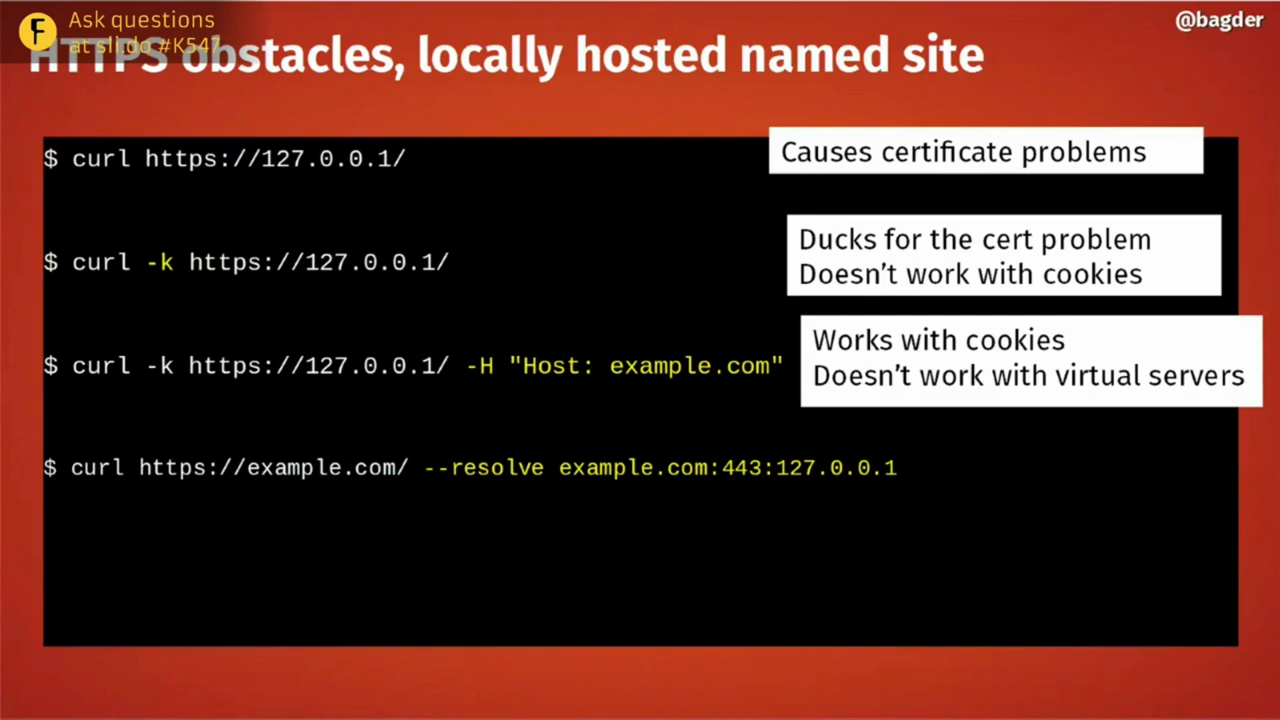 F
Ask questions
at sli.do #K547
@bagder
HTTPS obstacles, locally hosted named site
$ curl https://127.0.0.1/
Causes certificate problems
$ curl -k https://127.0.0.1/
Ducks for the cert problem
Doesn’t work with cookies
$ curl -k https://127.0.0.1/ -H "Host: example.com"
Works with cookies
Doesn’t work with virtual servers
$ curl https://example.com/ --resolve example.com:443:127.0.0.1